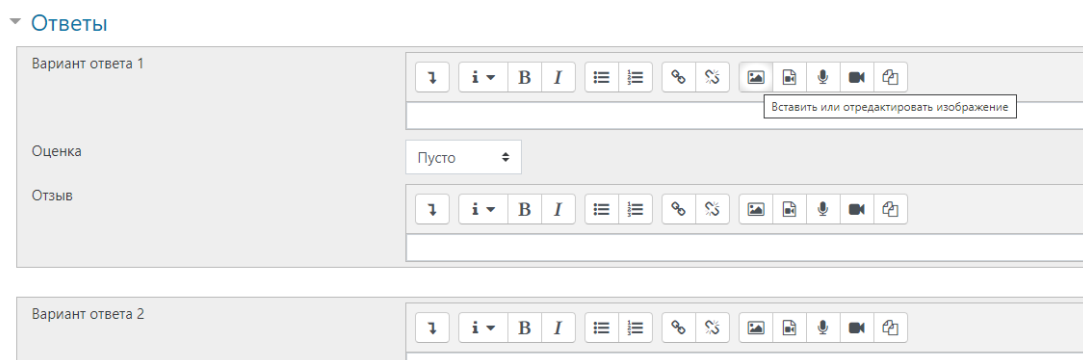 Ответы
Вариант ответа 1
B I
Вставить или отредактировать изображение
Оценка
Пусто
Отзыв
B I
Вариант ответа 2
B I